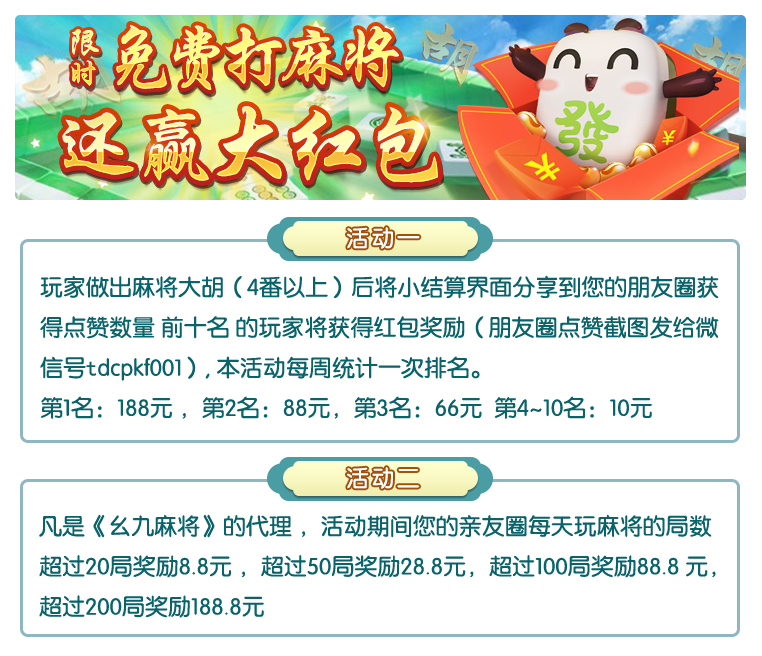 限时
免费打麻将
还赢大红包
胡
胡
胡
發
活动一
玩家做出麻将大胡（4番以上）后将小结算界面分享到您的朋友圈获
得点赞数量 前十名 的玩家将获得红包奖励（朋友圈点赞截图发给微
信号tdcpkf001），本活动每周统计一次排名。
第1名：188元 ，第2名：88元，第3名：66元 第4~10名：10元
活动二
凡是《幺九麻将》的代理 ，活动期间您的亲友圈每天玩麻将的局数
超过20局奖励8.8元 ，超过50局奖励28.8元，超过100局奖励88.8 元，
超过200局奖励188.8元